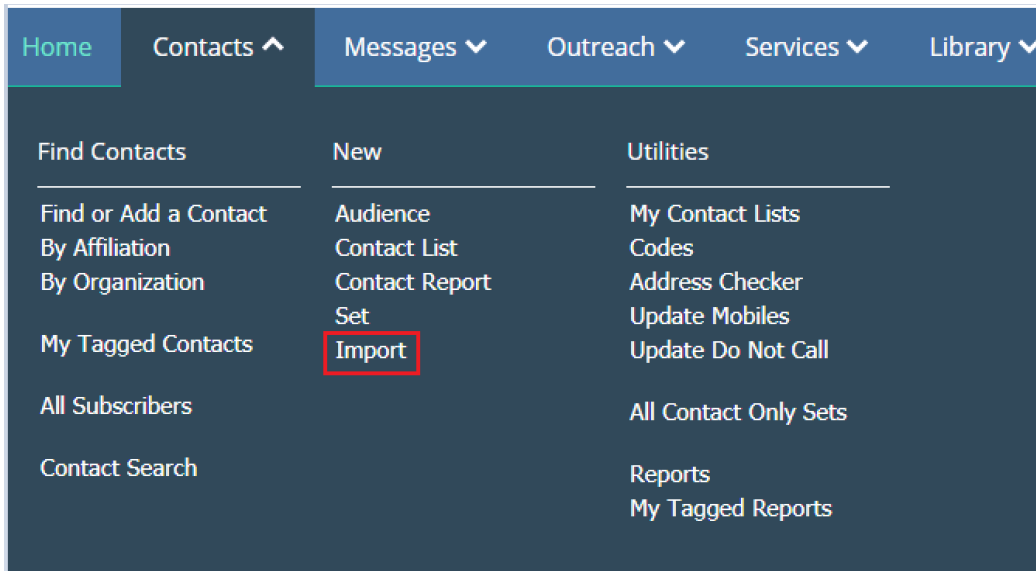 Home Contacts Messages Outreach Services Library
Find Contacts
Find or Add a Contact
By Affiliation
By Organization
My Tagged Contacts
All Subscribers
Contact Search
New
Audience
Contact List
Contact Report
Set
Import
Utilities
My Contact Lists
Codes
Address Checker
Update Mobiles
Update Do Not Call
All Contact Only Sets
Reports
My Tagged Reports